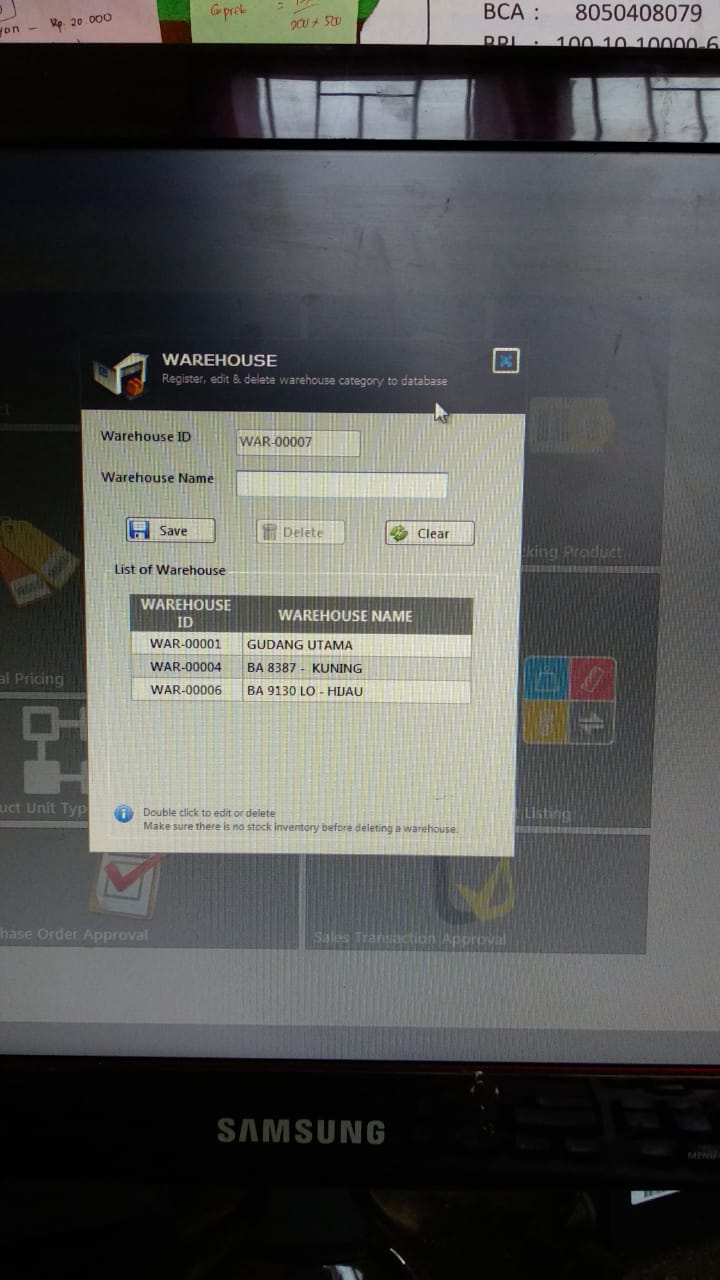 yan - Rp. 20.000
Gprek =
200 x 500
BCA : 8050408079
BRI : 100-10-10000-6
WAREHOUSE
Register, edit & delete warehouse category to database
Warehouse ID
WAR-00007
Warehouse Name
Save
Delete
Clear
List of Warehouse
WAREHOUSE ID
WAREHOUSE NAME
WAR-00001 GUDANG UTAMA
WAR-00004 BA 8387 - KUNING
WAR-00006 BA 9130 LO - HIJAU
Double click to edit or delete
Make sure there is no stock inventory before deleting a warehouse.
king Product
al Pricing
uct Unit Typ
Listing
hase Order Approval
Sales Transaction Approval
SAMSUNG
MENU